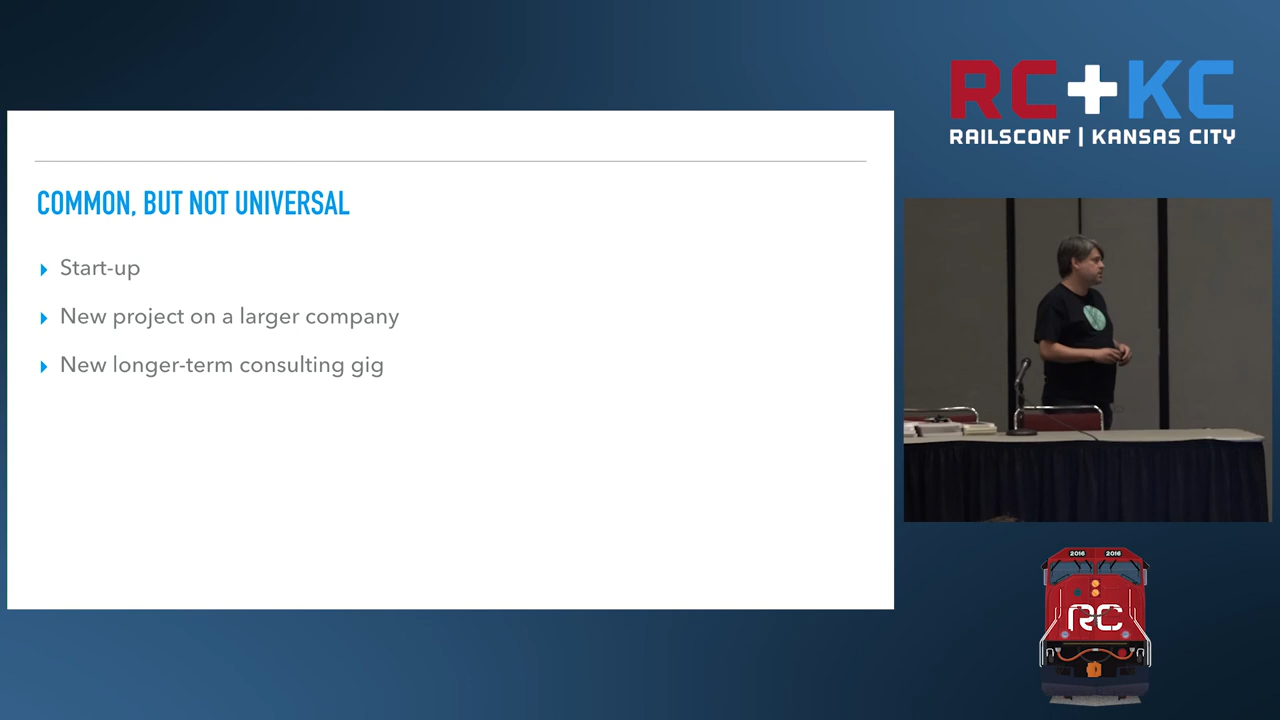 RC+KC
RAILSCONF | KANSAS CITY
COMMON, BUT NOT UNIVERSAL
Start-up
New project on a larger company
New longer-term consulting gig
2016 2016
RC